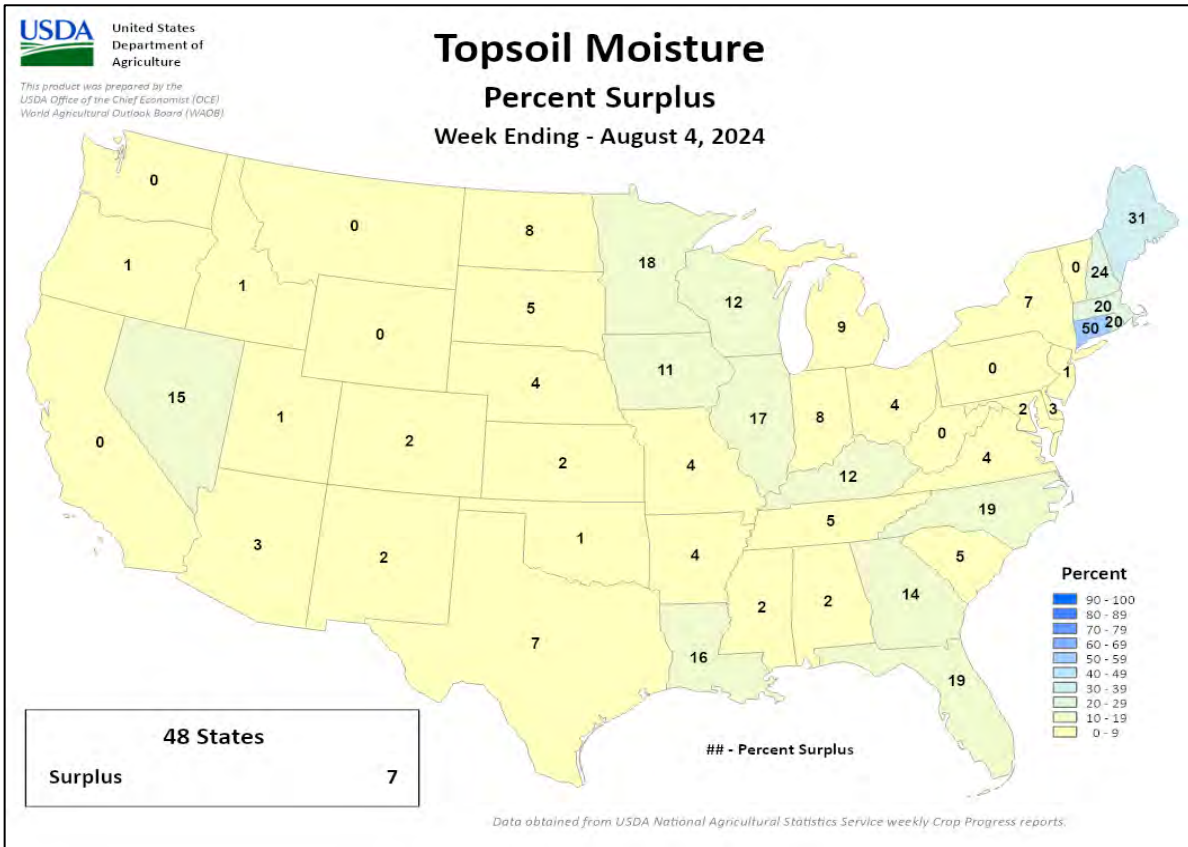 USDA
United States
Department of
Agriculture
This product was prepared by the
USDA Office of the Chief Economist (OCE)
World Agricultural Outlook Board (WAOB)
Topsoil Moisture
Percent Surplus
Week Ending - August 4, 2024
0
0
8
18
31
1
1
5
12
0
24
0
9
7
20
50
20
15
4
11
0
1
1
2
17
8
4
2
3
0
2
4
0
4
12
3
2
1
4
5
19
5
7
2
2
14
16
19
Percent
90 - 100
80 - 89
70 - 79
60 - 69
50 - 59
40 - 49
30 - 39
20 - 29
10 - 19
0 - 9
48 States
Surplus 7
## - Percent Surplus
Data obtained from USDA National Agricultural Statistics Service weekly Crop Progress reports.